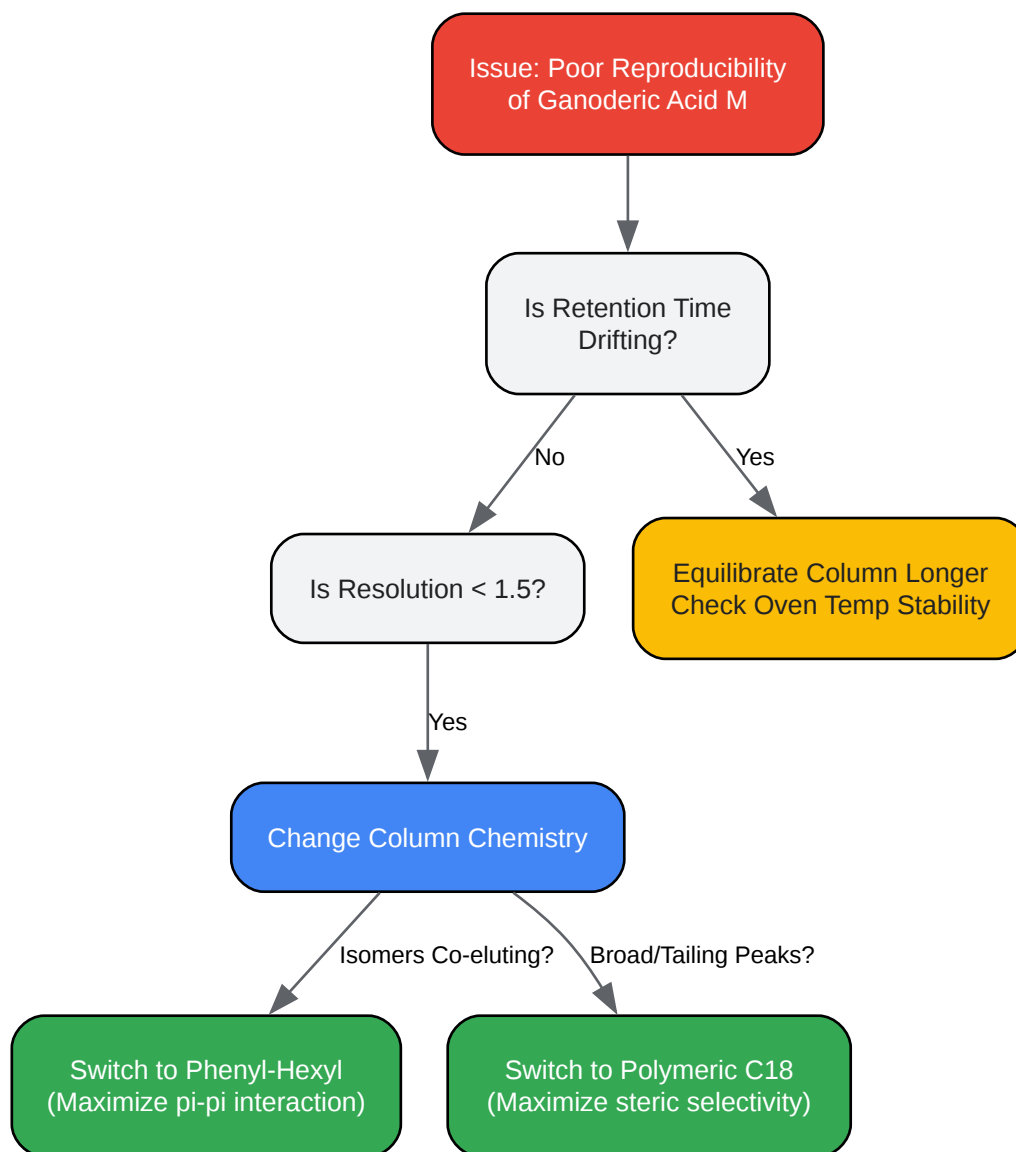 Issue: Poor Reproducibility
of Ganoderic Acid M
Is Retention Time
Drifting?
No
Yes
Is Resolution < 1.5?
Equilibrate Column Longer
Check Oven Temp Stability
Yes
Change Column Chemistry
Isomers Co-eluting?
Broad/Tailing Peaks?
Switch to Phenyl-Hexyl
(Maximize pi-pi interaction)
Switch to Polymeric C18
(Maximize steric selectivity)